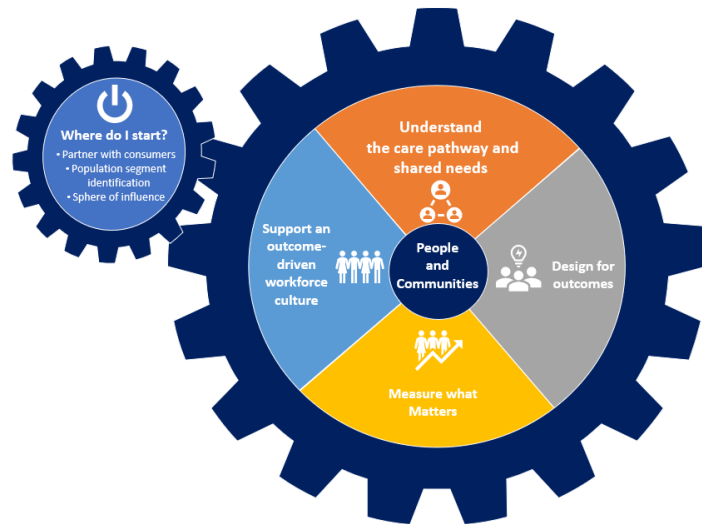 Where do I start?
• Partner with consumers
• Population segment
identification
• Sphere of influence
Understand
the care pathway and
shared needs
Support an
outcome-
driven
workforce
culture
People
and
Communities
Design for
outcomes
Measure what
Matters